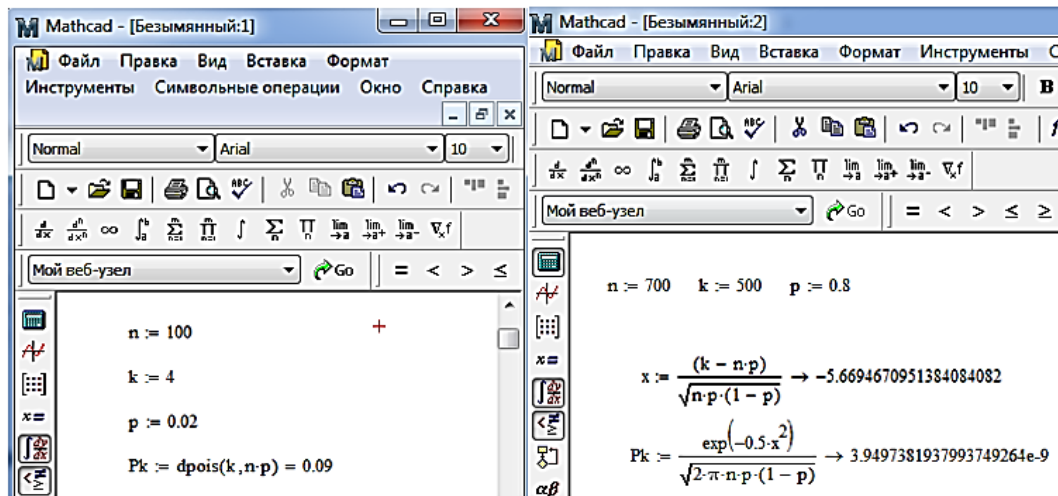 Mathcad - [Безымянный:1]
Файл Правка Вид Вставка Формат
Инструменты Символьные операции Окно Справка
Normal Arial 10
Мой веб-узел Go = < > ≤
n := 100
k := 4
p := 0.02
Pk := dpois(k,n·p) = 0.09
Mathcad - [Безымянный:2]
Файл Правка Вид Вставка Формат Инструменты С
Normal Arial 10 B
Мой веб-узел Go = < > ≤ ≥
n := 700 k := 500 p := 0.8
x := (k − n·p) / √(n·p·(1 − p)) → −5.6694670951384084082
Pk := exp(−0.5·x²) / √(2·π·n·p·(1 − p)) → 3.9497381937993749264e-9